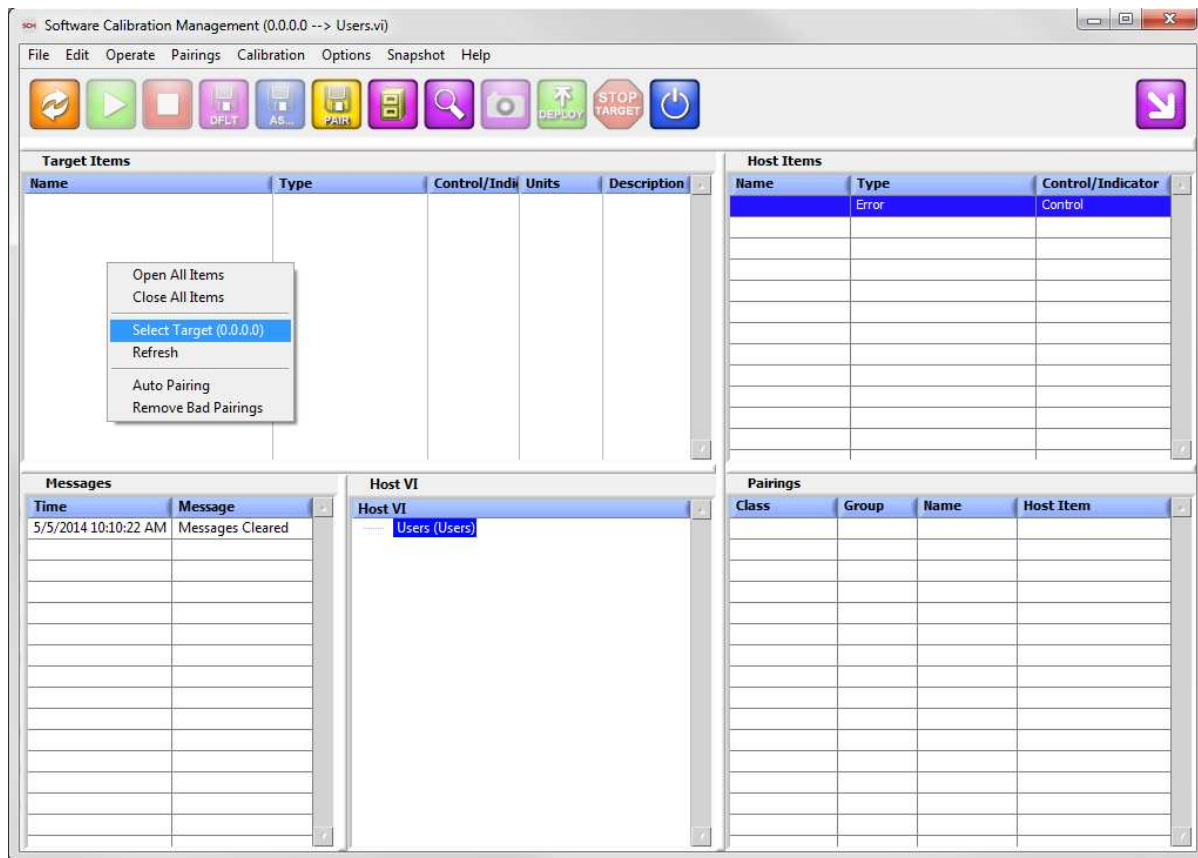 SCM Software Calibration Management (0.0.0.0 --> Users.vi)
File Edit Operate Pairings Calibration Options Snapshot Help
DFLT AS... PAIR DEPLOY STOP TARGET
Target Items
Name Type Control/Indi Units Description
Open All Items
Close All Items
Select Target (0.0.0.0)
Refresh
Auto Pairing
Remove Bad Pairings
Host Items
Name Type Control/Indicator
Error Control
Messages
Time Message
5/5/2014 10:10:22 AM Messages Cleared
Host VI
Host VI
Users (Users)
Pairings
Class Group Name Host Item